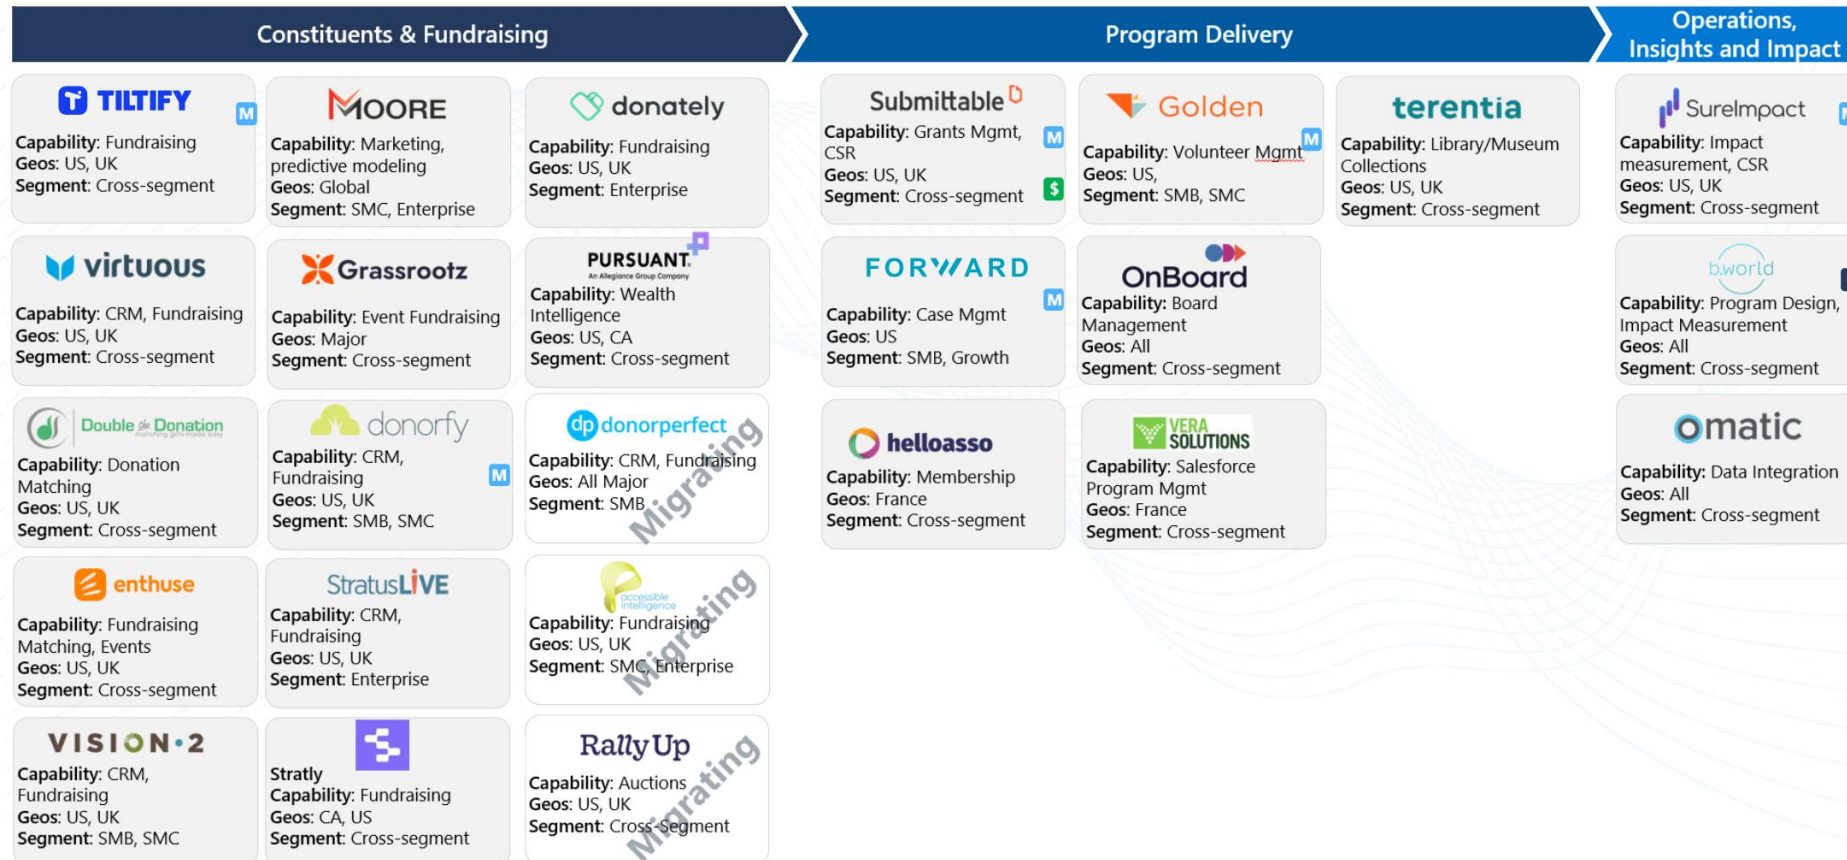 Constituents & Fundraising
Program Delivery
Operations,
Insights and Impact
TILTIFY
M
Capability: Fundraising
Geos: US, UK
Segment: Cross-segment
MOORE
Capability: Marketing,
predictive modeling
Geos: Global
Segment: SMC, Enterprise
donately
Capability: Fundraising
Geos: US, UK
Segment: Enterprise
Submittable
Capability: Grants Mgmt,
CSR
Geos: US, UK
Segment: Cross-segment
M
$
Golden
Capability: Volunteer Mgmt
Geos: US,
Segment: SMB, SMC
M
terentia
Capability: Library/Museum
Collections
Geos: US, UK
Segment: Cross-segment
SureImpact
Capability: Impact
measurement, CSR
Geos: US, UK
Segment: Cross-segment
virtuous
Capability: CRM, Fundraising
Geos: US, UK
Segment: Cross-segment
Grassrootz
Capability: Event Fundraising
Geos: Major
Segment: Cross-segment
PURSUANT.
An Allegiance Group Company
Capability: Wealth
Intelligence
Geos: US, CA
Segment: Cross-segment
FORWARD
M
Capability: Case Mgmt
Geos: US
Segment: SMB, Growth
OnBoard
Capability: Board
Management
Geos: All
Segment: Cross-segment
b.world
Capability: Program Design,
Impact Measurement
Geos: All
Segment: Cross-segment
Double the Donation
matching gifts made easy
Capability: Donation
Matching
Geos: US, UK
Segment: Cross-segment
donorfy
Capability: CRM,
Fundraising
Geos: US, UK
Segment: SMB, SMC
M
dp donorperfect
Capability: CRM, Fundraising
Geos: All Major
Segment: SMB
Migrating
helloasso
Capability: Membership
Geos: France
Segment: Cross-segment
VERA
SOLUTIONS
Capability: Salesforce
Program Mgmt
Geos: France
Segment: Cross-segment
omatic
Capability: Data Integration
Geos: All
Segment: Cross-segment
enthuse
Capability: Fundraising
Matching, Events
Geos: US, UK
Segment: Cross-segment
StratusLIVE
Capability: CRM,
Fundraising
Geos: US, UK
Segment: Enterprise
accessible
intelligence
Capability: Fundraising
Geos: US, UK
Segment: SMC, Enterprise
Migrating
VISION•2
Capability: CRM,
Fundraising
Geos: US, UK
Segment: SMB, SMC
Stratly
Capability: Fundraising
Geos: CA, US
Segment: Cross-segment
RallyUp
Capability: Auctions
Geos: US, UK
Segment: Cross-Segment
Migrating